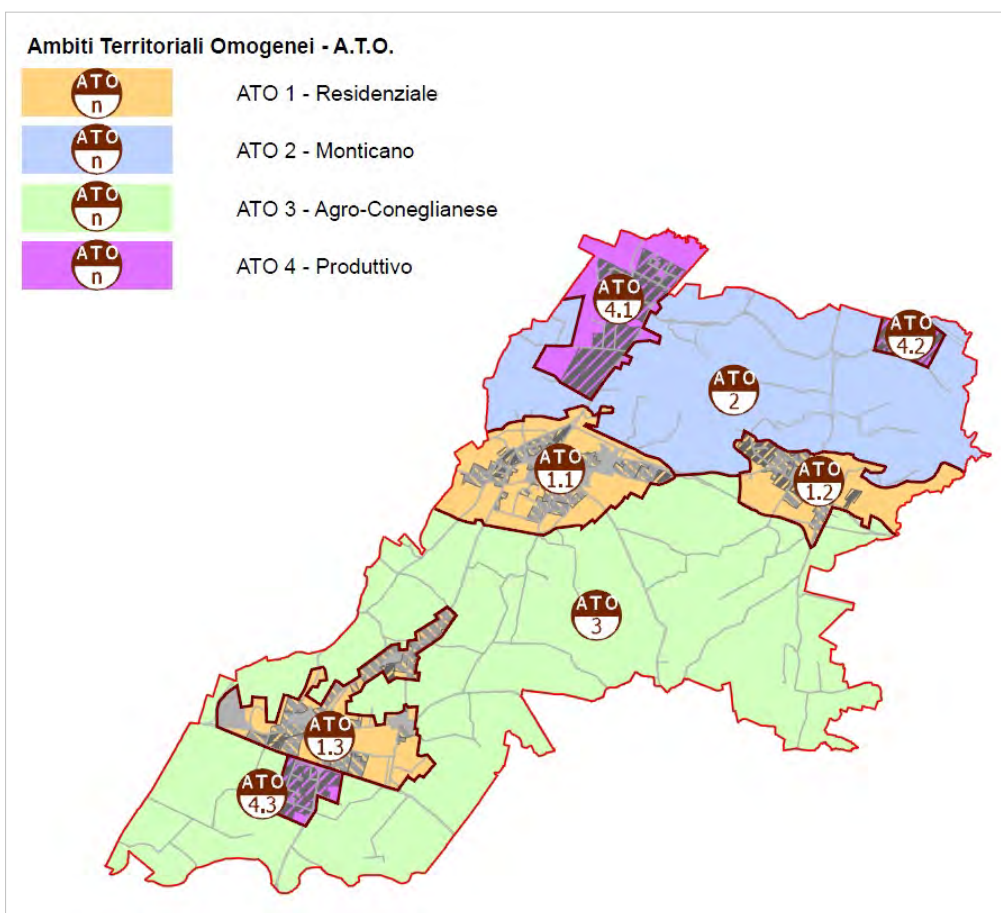 Ambiti Territoriali Omogenei - A.T.O.
ATO n ATO 1 - Residenziale
ATO n ATO 2 - Monticano
ATO n ATO 3 - Agro-Coneglianese
ATO n ATO 4 - Produttivo
ATO 4.1
ATO 4.2
ATO 2
ATO 1.1
ATO 1.2
ATO 3
ATO 1.3
ATO 4.3